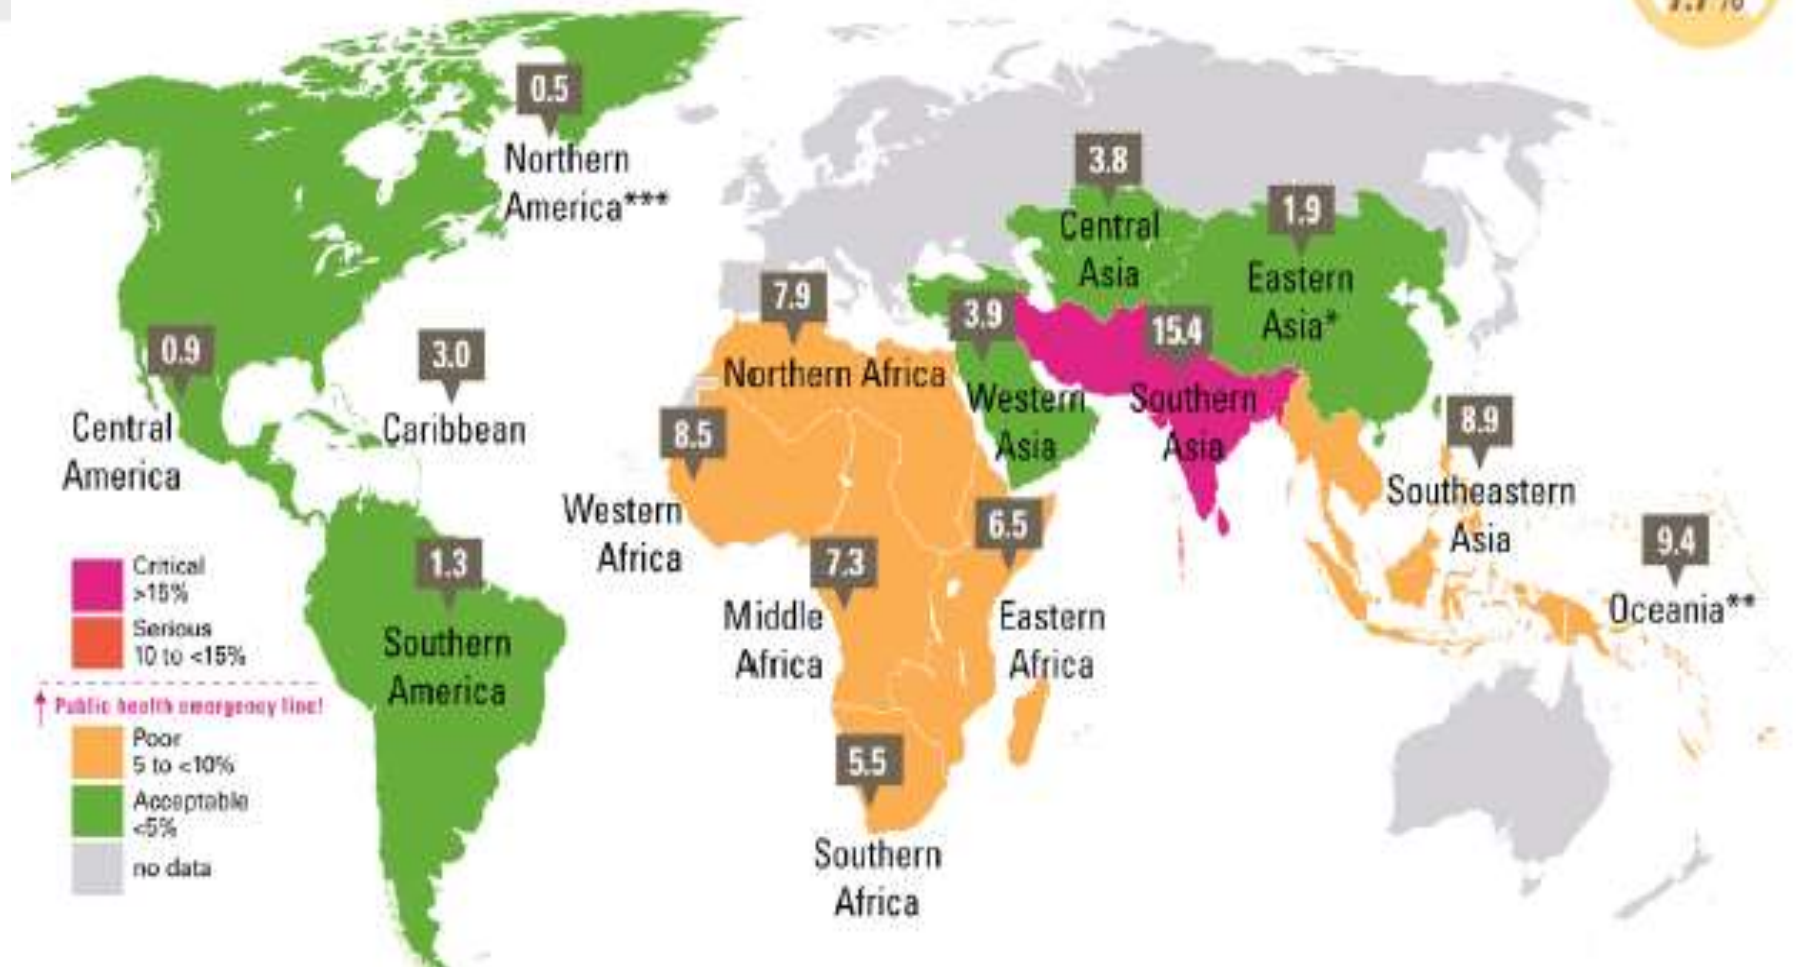 0.5
Northern
America***
3.8
Central
Asia
1.9
Eastern
Asia*
7.9
Northern Africa
3.9
Western
Asia
15.4
Southern
Asia
0.9
Central
America
3.0
Caribbean
8.5
Western
Africa
8.9
Southeastern
Asia
6.5
Eastern
Africa
9.4
Oceania**
7.3
Middle
Africa
1.3
Southern
America
5.5
Southern
Africa
Critical
>15%
Serious
10 to <15%
Public health emergency line!
Poor
5 to <10%
Acceptable
<5%
no data